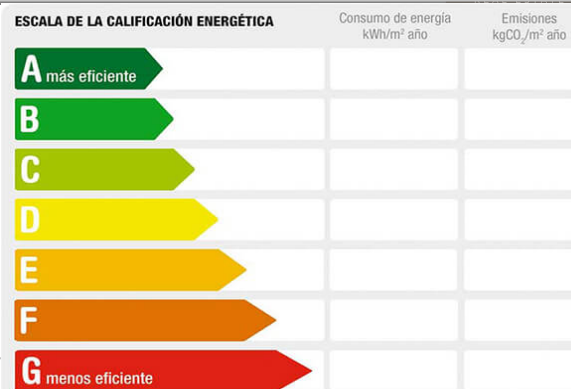 ESCALA DE LA CALIFICACIÓN ENERGÉTICA
Consumo de energía
kWh/m² año
Emisiones
kgCO₂/m² año
A más eficiente
B
C
D
E
F
G menos eficiente